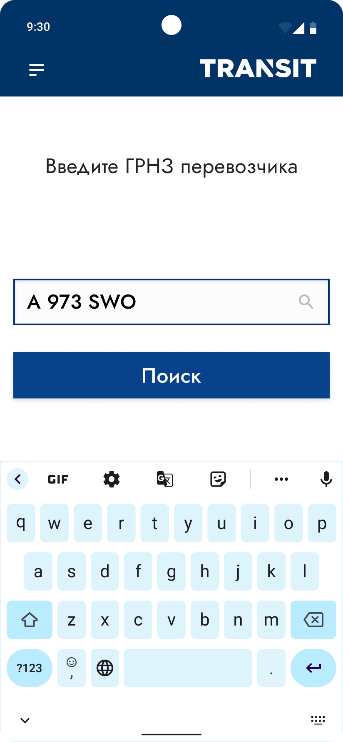 9:30
TRANSIT
Введите ГРНЗ перевозчика
A 973 SWO
Поиск
GIF
q w e r t y u i o p
a s d f g h j k l
z x c v b n m
?123 , .